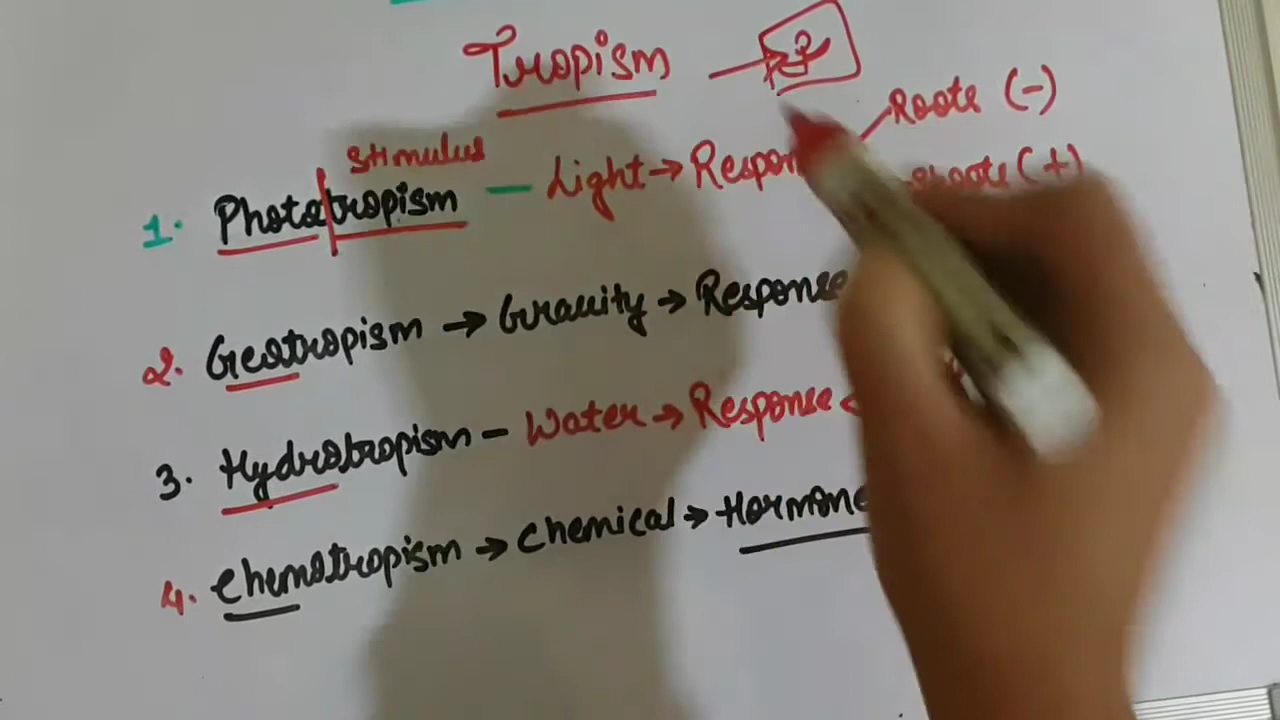 Tropism →
Stimulus
1. Phototropism — Light → Respon Roots (-)
shoots (+)
2. Geotropism → Gravity → Response
3. Hydrotropism - Water → Response
4. Chemotropism → Chemical → Hormone